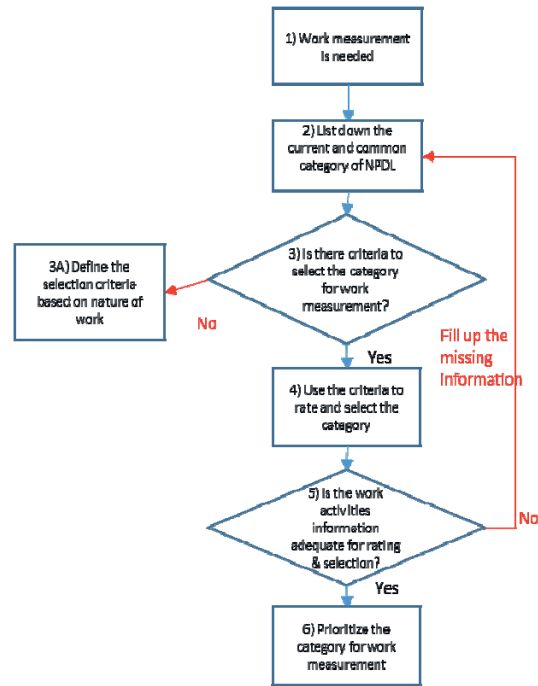 1) Work measurement
is needed
2) List down the
current and common
category of NPDL
3) Is there criteria to
select the category
for work
measurement?
3A) Define the
selection criteria
based on nature of
work
No
Yes
Fill up the
missing
information
4) Use the criteria to
rate and select the
category
5) Is the work
activities
information
adequate for rating
& selection?
No
Yes
6) Prioritize the
category for work
measurement